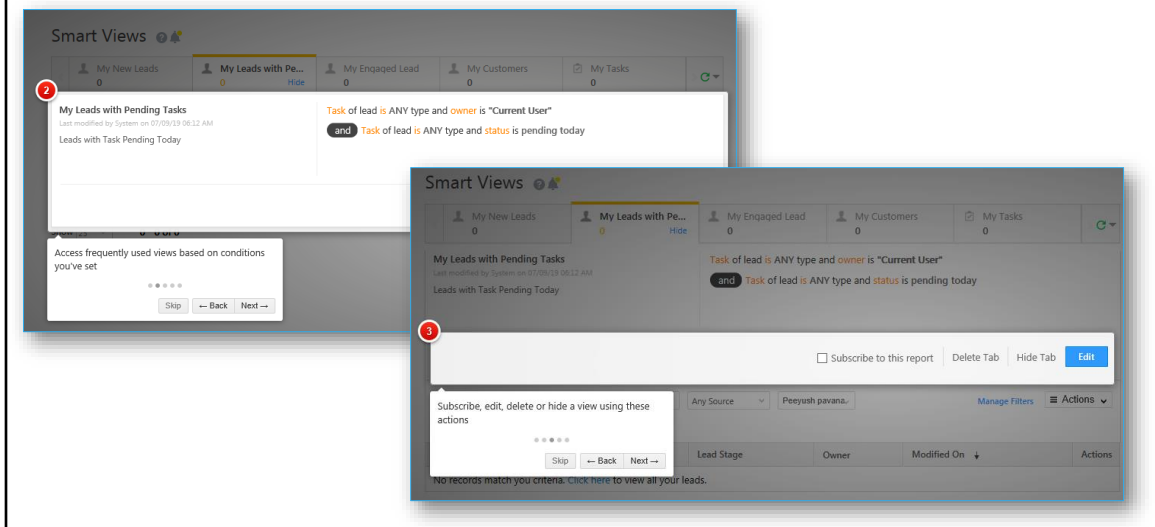 Smart Views
My New Leads
0
My Leads with Pe...
0 Hide
My Engaged Lead
0
My Customers
0
My Tasks
0
2
My Leads with Pending Tasks
Last modified by System on 07/09/19 06:12 AM
Leads with Task Pending Today
Task of lead is ANY type and owner is "Current User"
and Task of lead is ANY type and status is pending today
Access frequently used views based on conditions
you've set
Skip ← Back Next →
Smart Views
My New Leads
0
My Leads with Pe...
0 Hide
My Engaged Lead
0
My Customers
0
My Tasks
0
My Leads with Pending Tasks
Last modified by System on 07/09/19 06:12 AM
Leads with Task Pending Today
Task of lead is ANY type and owner is "Current User"
and Task of lead is ANY type and status is pending today
3
Subscribe to this report Delete Tab Hide Tab Edit
Subscribe, edit, delete or hide a view using these
actions
Skip ← Back Next →
Any Source Peeyush pavana.. Manage Filters Actions
Lead Stage Owner Modified On Actions
No records match you criteria. Click here to view all your leads.